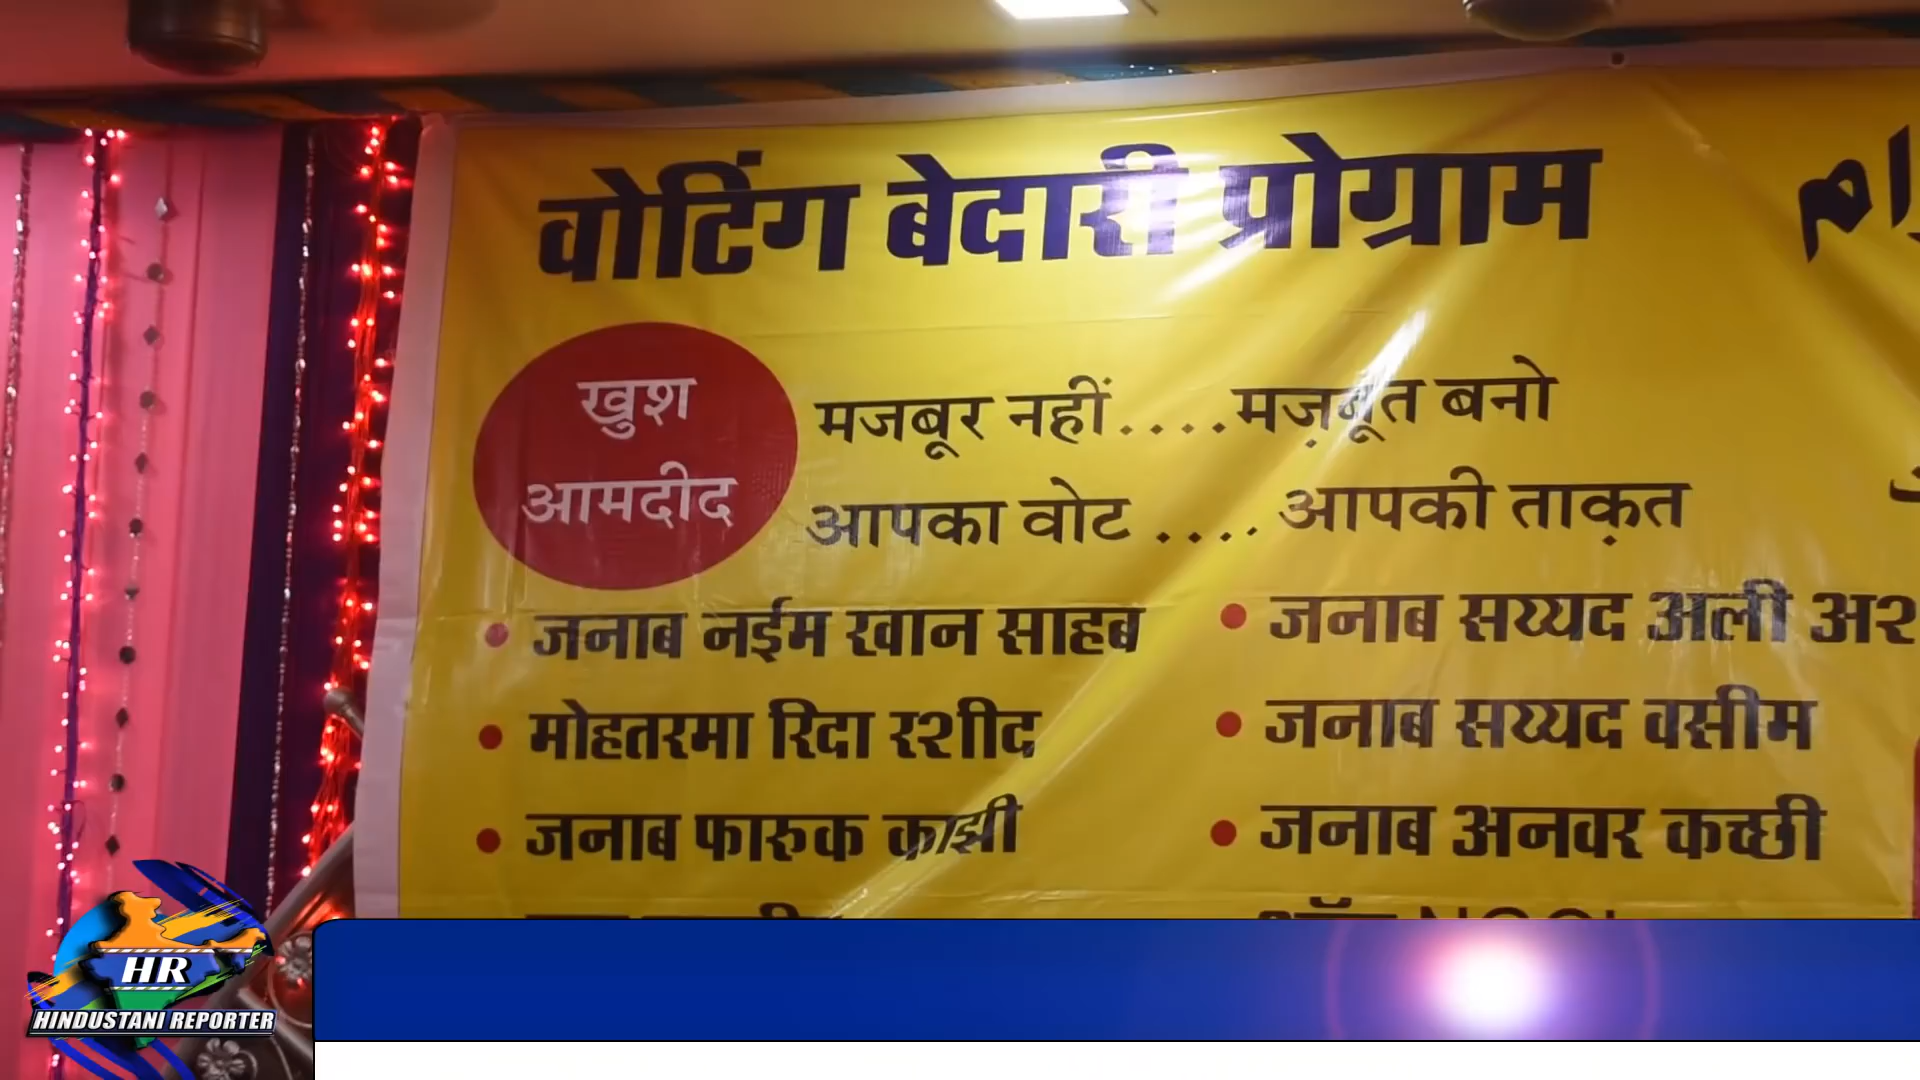 वोटिंग बेदारी प्रोग्राम
खुश
आमदीद
मजबूर नहीं....मज़बूत बनो
आपका वोट .... आपकी ताक़त
• जनाब नईम खान साहब
• जनाब सय्यद अली
• मोहतरमा रिदा रशीद
• जनाब सय्यद वसीम
• जनाब फारुक काझी
• जनाब अनवर कच्छी
HR
HINDUSTANI REPORTER